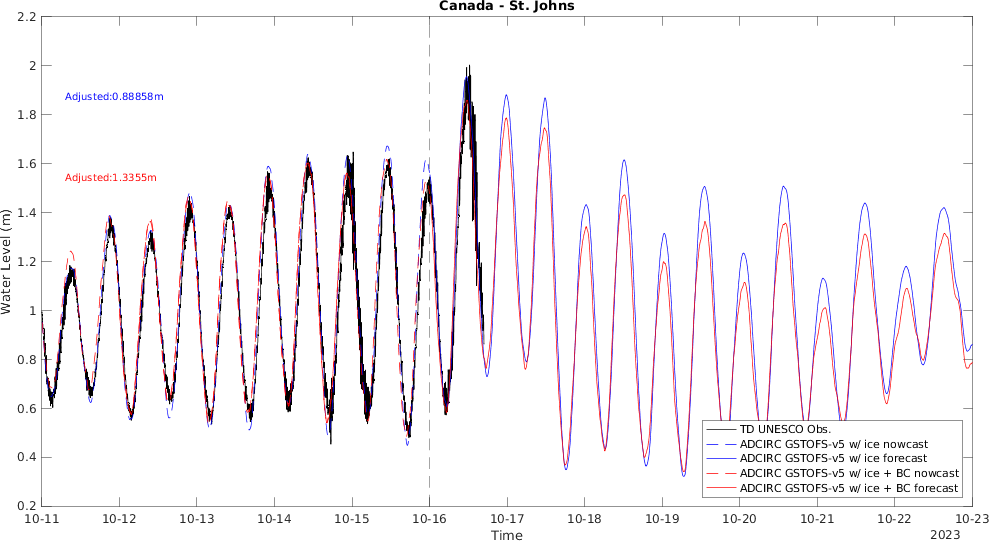 Canada - St. Johns
2.2
2
1.8
1.6
1.4
1.2
1
0.8
0.6
0.4
0.2
Water Level (m)
Adjusted:0.88858m
Adjusted:1.3355m
TD UNESCO Obs.
ADCIRC GSTOFS-v5 w/ ice nowcast
ADCIRC GSTOFS-v5 w/ ice forecast
ADCIRC GSTOFS-v5 w/ ice + BC nowcast
ADCIRC GSTOFS-v5 w/ ice + BC forecast
10-11 10-12 10-13 10-14 10-15 10-16 10-17 10-18 10-19 10-20 10-21 10-22 10-23
Time
2023